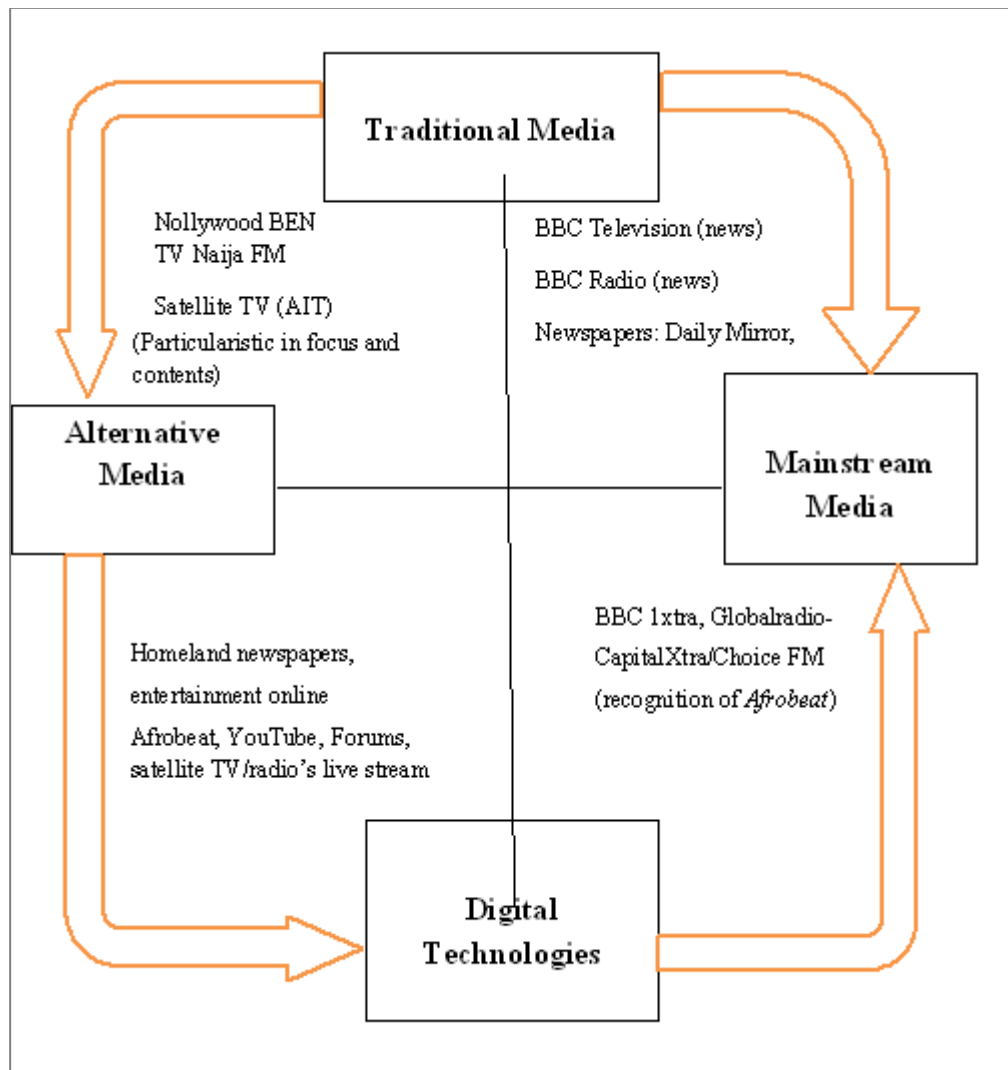 Traditional Media
Nollywood BEN
TV Naija FM
Satellite TV (AIT)
(Particularistic in focus and
contents)
BBC Television (news)
BBC Radio (news)
Newspapers: Daily Mirror,
Alternative
Media
Mainstream
Media
Homeland newspapers,
entertainment online
Afrobeat, YouTube, Forums,
satellite TV/radio’s live stream
BBC 1xtra, Globalradio-
CapitalXtra/Choice FM
(recognition of Afrobeat)
Digital
Technologies